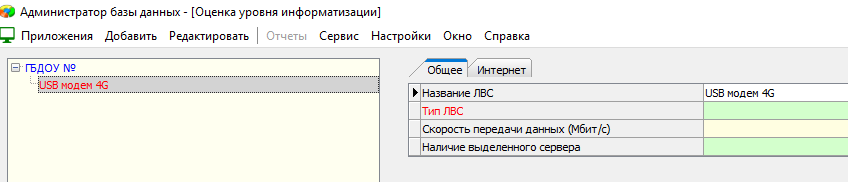 Администратор базы данных - [Оценка уровня информатизации]
Приложения Добавить Редактировать Отчеты Сервис Настройки Окно Справка
ГБДОУ №
USB модем 4G
Общее Интернет
Название ЛВС USB модем 4G
Тип ЛВС
Скорость передачи данных (Мбит/с)
Наличие выделенного сервера